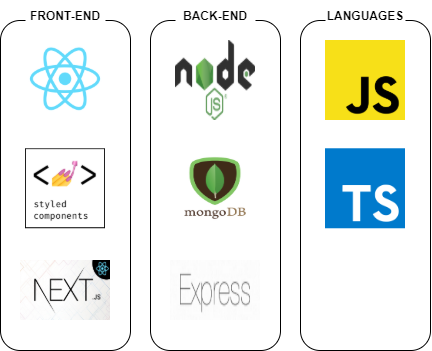 FRONT-END
BACK-END
LANGUAGES
node
JS
JS
< >
styled
components
mongoDB
TS
NEXT.JS
Express